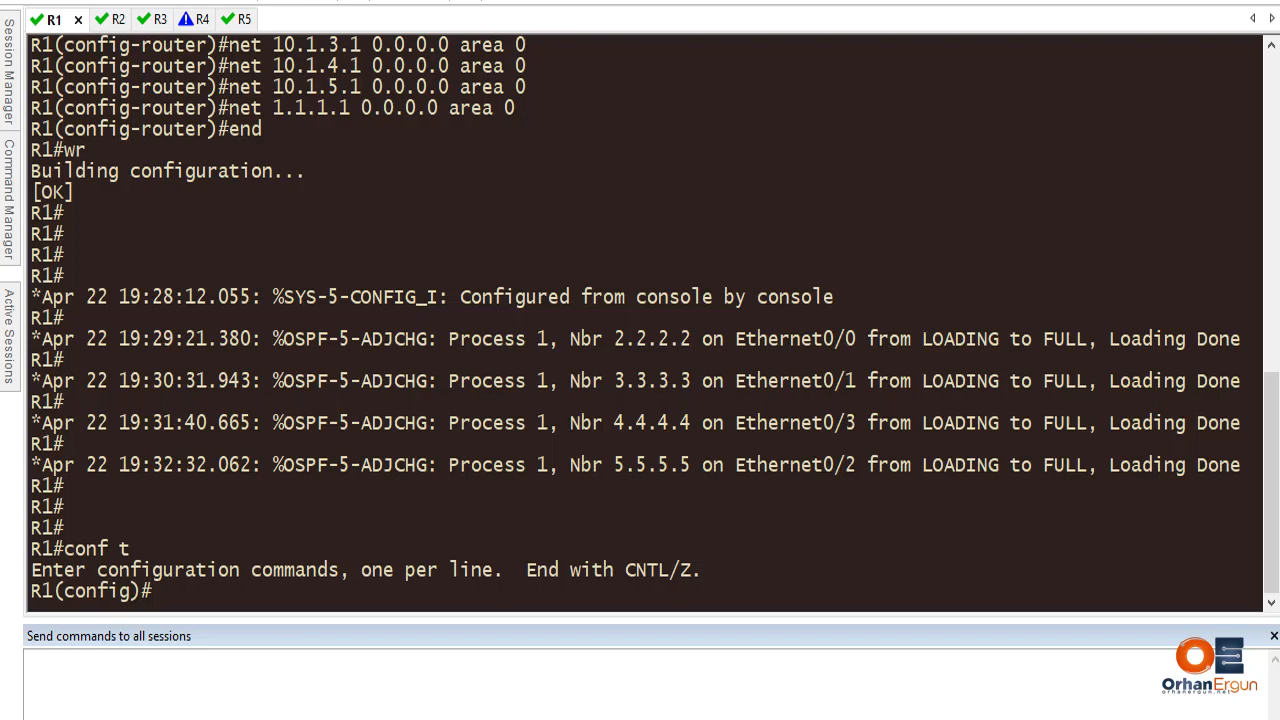 R1 × R2 R3 R4 R5
Session Manager
Command Manager
Active Sessions
R1(config-router)#net 10.1.3.1 0.0.0.0 area 0
R1(config-router)#net 10.1.4.1 0.0.0.0 area 0
R1(config-router)#net 10.1.5.1 0.0.0.0 area 0
R1(config-router)#net 1.1.1.1 0.0.0.0 area 0
R1(config-router)#end
R1#wr
Building configuration...
[OK]
R1#
R1#
R1#
R1#
*Apr 22 19:28:12.055: %SYS-5-CONFIG_I: Configured from console by console
R1#
*Apr 22 19:29:21.380: %OSPF-5-ADJCHG: Process 1, Nbr 2.2.2.2 on Ethernet0/0 from LOADING to FULL, Loading Done
R1#
*Apr 22 19:30:31.943: %OSPF-5-ADJCHG: Process 1, Nbr 3.3.3.3 on Ethernet0/1 from LOADING to FULL, Loading Done
R1#
*Apr 22 19:31:40.665: %OSPF-5-ADJCHG: Process 1, Nbr 4.4.4.4 on Ethernet0/3 from LOADING to FULL, Loading Done
R1#
*Apr 22 19:32:32.062: %OSPF-5-ADJCHG: Process 1, Nbr 5.5.5.5 on Ethernet0/2 from LOADING to FULL, Loading Done
R1#
R1#
R1#
R1#conf t
Enter configuration commands, one per line.  End with CNTL/Z.
R1(config)#
Send commands to all sessions ×
OrhanErgun
orhanergun.net